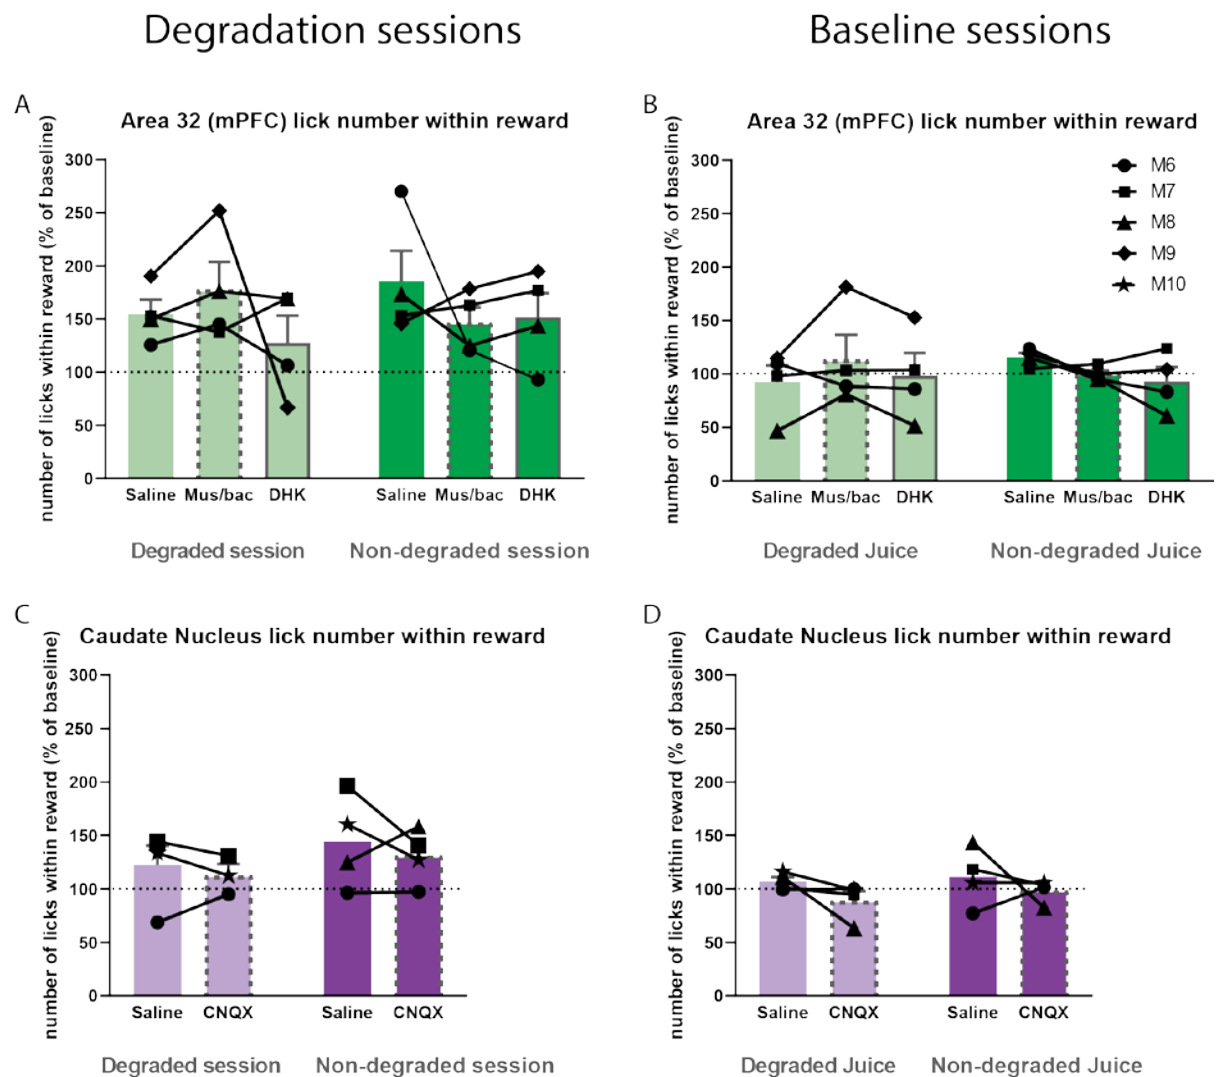 Degradation sessions
Baseline sessions
A
Area 32 (mPFC) lick number within reward
number of licks within reward (% of baseline)
300
250
200
150
100
50
0
Saline Mus/bac DHK
Saline Mus/bac DHK
Degraded session
Non-degraded session
B
Area 32 (mPFC) lick number within reward
number of licks within reward (% of baseline)
300
250
200
150
100
50
0
M6
M7
M8
M9
M10
Saline Mus/bac DHK
Saline Mus/bac DHK
Degraded Juice
Non-degraded Juice
C
Caudate Nucleus lick number within reward
number of licks within reward (% of baseline)
300
250
200
150
100
50
0
Saline CNQX
Saline CNQX
Degraded session
Non-degraded session
D
Caudate Nucleus lick number within reward
number of licks within reward (% of baseline)
300
250
200
150
100
50
0
Saline CNQX
Saline CNQX
Degraded Juice
Non-degraded Juice